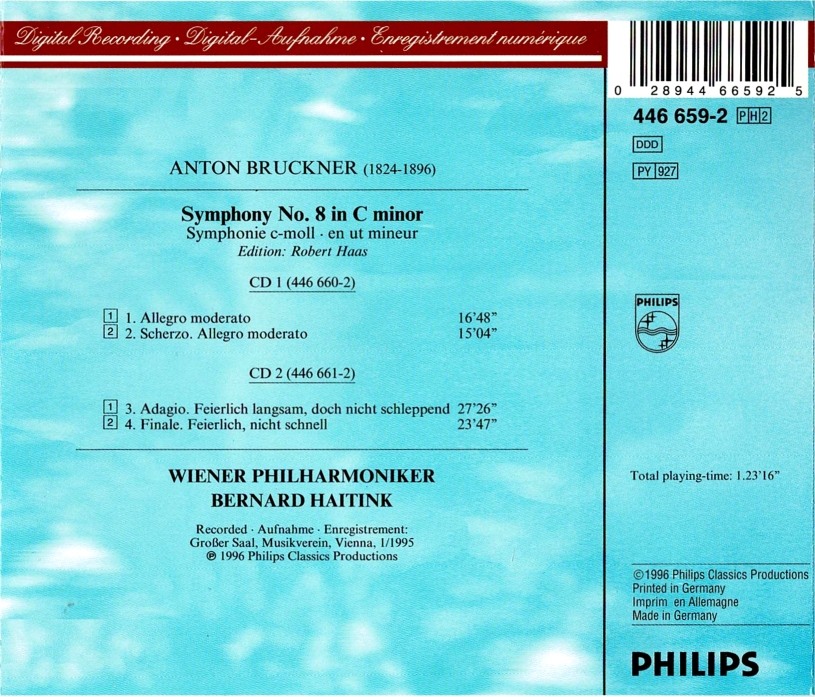 Digital Recording · Digital-Aufnahme · Enregistrement numérique
0 28944 66592 5
446 659-2 PH2
DDD
PY 927
ANTON BRUCKNER (1824-1896)
Symphony No. 8 in C minor
Symphonie c-moll · en ut mineur
Edition: Robert Haas
CD 1 (446 660-2)
1 1. Allegro moderato 16'48"
2 2. Scherzo. Allegro moderato 15'04"
CD 2 (446 661-2)
1 3. Adagio. Feierlich langsam, doch nicht schleppend 27'26"
2 4. Finale. Feierlich, nicht schnell 23'47"
WIENER PHILHARMONIKER
BERNARD HAITINK
Recorded · Aufnahme · Enregistrement:
Großer Saal, Musikverein, Vienna, 1/1995
℗ 1996 Philips Classics Productions
PHILIPS
Total playing-time: 1.23'16"
©1996 Philips Classics Productions
Printed in Germany
Imprim en Allemagne
Made in Germany
PHILIPS